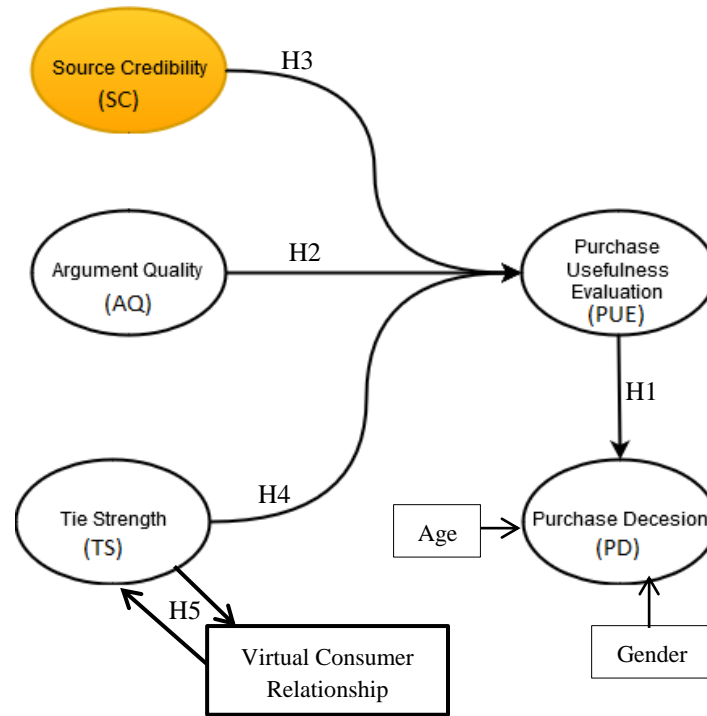 Source Credibility
(SC)
H3
Argument Quality
(AQ)
H2
Purchase
Usefulness
Evaluation
(PUE)
H1
Tie Strength
(TS)
H4
Age
Purchase Decesion
(PD)
H5
Virtual Consumer
Relationship
Gender